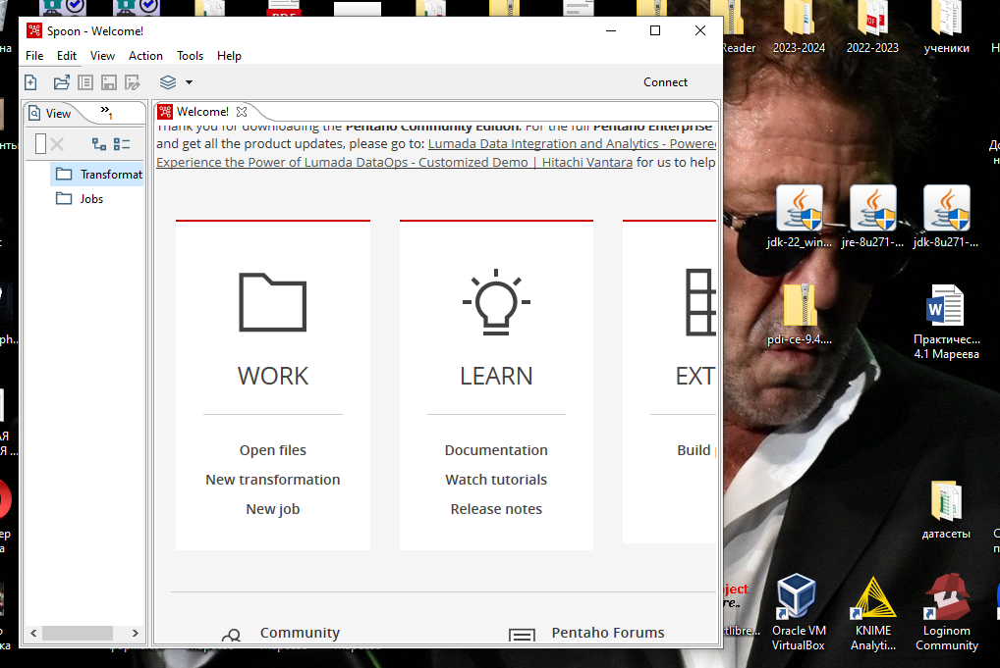 Spoon - Welcome!
File Edit View Action Tools Help
Connect
View
»1
Welcome!
Transformat
Jobs
Thank you for downloading the Pentaho Community Edition. For the full Pentaho Enterprise
and get all the product updates, please go to: Lumada Data Integration and Analytics - Powered
Experience the Power of Lumada DataOps - Customized Demo | Hitachi Vantara for us to help
WORK
Open files
New transformation
New job
LEARN
Documentation
Watch tutorials
Release notes
EXT
Build
Community
Pentaho Forums
PDF
Reader
2023-2024
2022-2023
ученики
jdk-22_win...
jre-8u271-...
jdk-8u271-...
pdi-ce-9.4....
Практичес...
4.1 Мареева
датасеты
Oracle VM
VirtualBox
KNIME
Analyti...
Loginom
Community